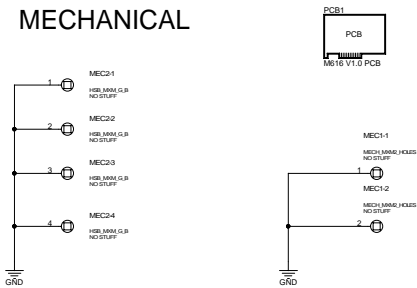 MECHANICAL
PCB1
PCB
M616 V1.0 PCB
MEC2-1
1
HSB_MXM_G_B
NO STUFF
MEC2-2
2
HSB_MXM_G_B
NO STUFF
MEC2-3
3
HSB_MXM_G_B
NO STUFF
MEC2-4
4
HSB_MXM_G_B
NO STUFF
GND
MEC1-1
MECH_MXM2_HOLES
NO STUFF
1
MEC1-2
MECH_MXM2_HOLES
NO STUFF
2
GND